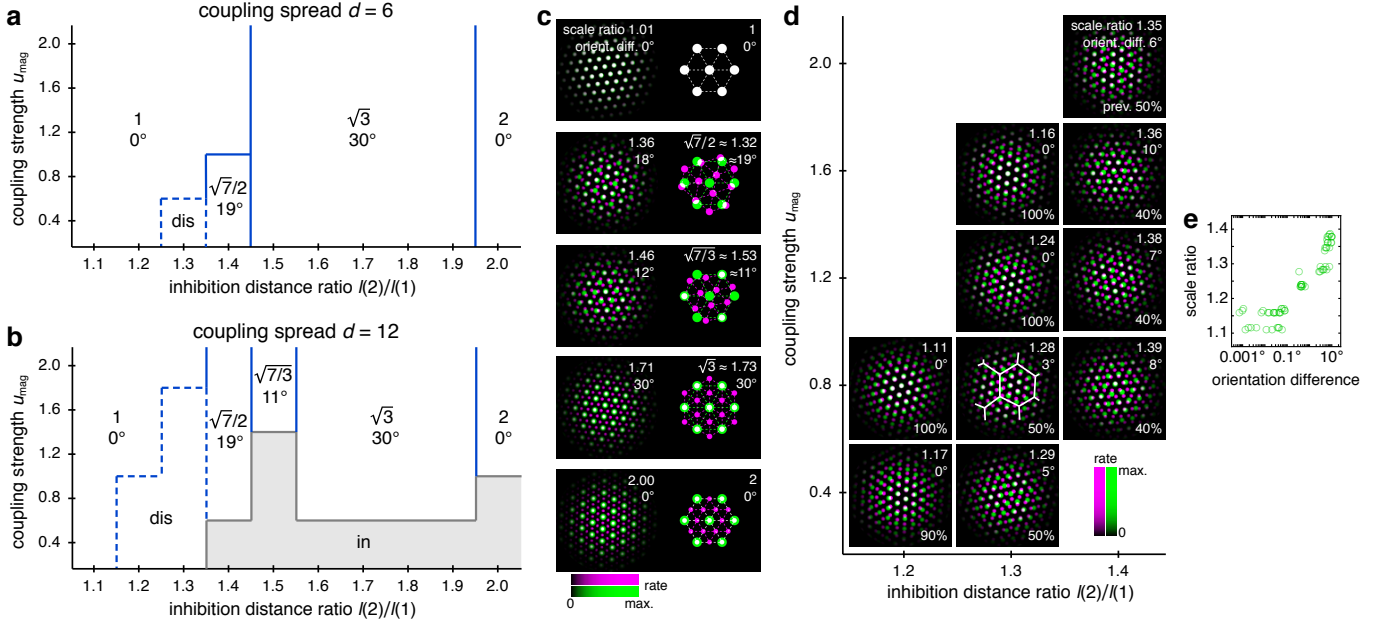 a
coupling spread d = 6
coupling strength u_mag
2.0
1.6
1.2
0.8
0.4
1
0°
dis
√7/2
19°
√3
30°
2
0°
1.1 1.2 1.3 1.4 1.5 1.6 1.7 1.8 1.9 2.0
inhibition distance ratio l(2)/l(1)
b
coupling spread d = 12
coupling strength u_mag
2.0
1.6
1.2
0.8
0.4
1
0°
dis
√7/2
19°
√7/3
11°
√3
30°
2
0°
in
1.1 1.2 1.3 1.4 1.5 1.6 1.7 1.8 1.9 2.0
inhibition distance ratio l(2)/l(1)
c
scale ratio 1.01
orient. diff. 0°
1
0°
1.36
18°
√7/2 ≈ 1.32
≈19°
1.46
12°
√7/3 ≈ 1.53
≈11°
1.71
30°
√3 ≈ 1.73
30°
2.00
0°
2
0°
rate
0 max.
d
coupling strength u_mag
2.0
1.6
1.2
0.8
0.4
scale ratio 1.35
orient. diff. 6°
prev. 50%
1.16
0°
100%
1.36
10°
40%
1.24
0°
100%
1.38
7°
40%
1.11
0°
100%
1.28
3°
50%
1.39
8°
40%
1.17
0°
90%
1.29
5°
50%
rate
max.
0
1.2 1.3 1.4
inhibition distance ratio l(2)/l(1)
e
scale ratio
1.4
1.3
1.2
1.1
0.001° 0.1° 10°
orientation difference